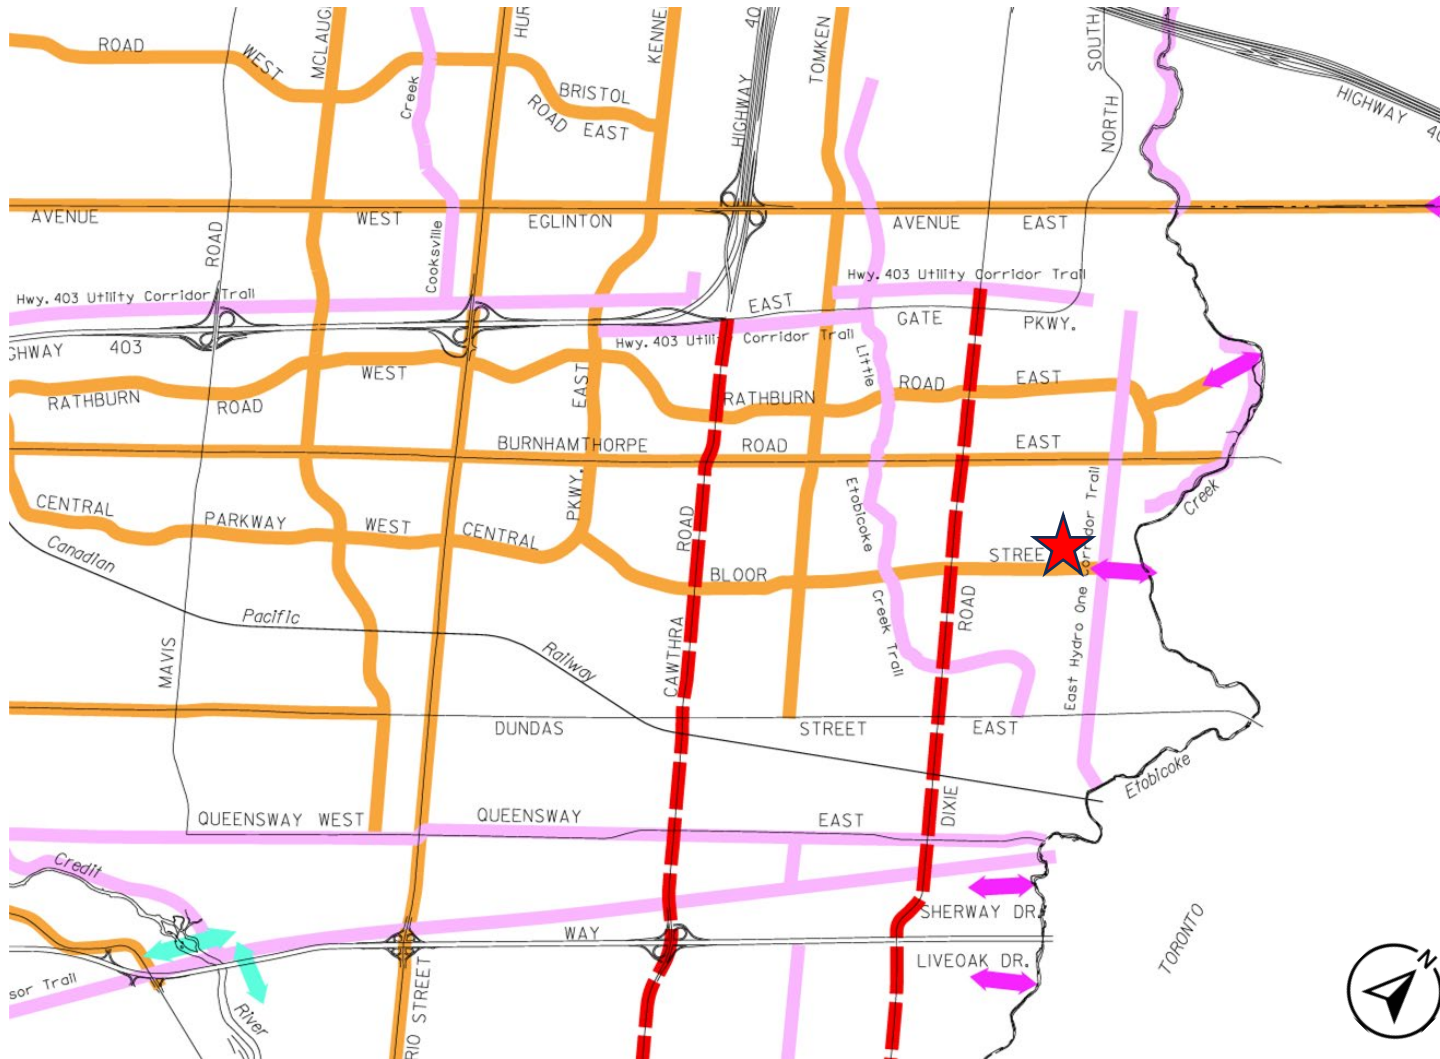 ROAD
WEST
MCLAUG
HUR
KENNE
40
HIGHWAY
TOMKEN
SOUTH
NORTH
HIGHWAY
40
Creek
BRISTOL
ROAD EAST
AVENUE
WEST
EGLINTON
AVENUE
EAST
ROAD
Cooksville
Hwy. 403 Utility Corridor Trail
Hwy. 403 Utility Corridor Trail
EAST
GATE
PKWY.
GHWAY 403
Hwy. 403 Utility Corridor Trail
Little
WEST
EAST
RATHBURN
ROAD
RATHBURN
ROAD
EAST
BURNHAMTHORPE
ROAD
EAST
PKWY.
CENTRAL
PARKWAY
WEST
CENTRAL
ROAD
Etobicoke
Creek Trail
Creek
STREE
East Hydro One Corridor Trail
BLOOR
ROAD
Canadian
Pacific
Railway
MAVIS
CAWTHRA
DUNDAS
STREET
EAST
Etobicoke
DIXIE
QUEENSWAY WEST
QUEENSWAY
EAST
Credit
SHERWAY DR.
WAY
LIVEOAK DR.
TORONTO
N
sor Trail
River
RIO STREET